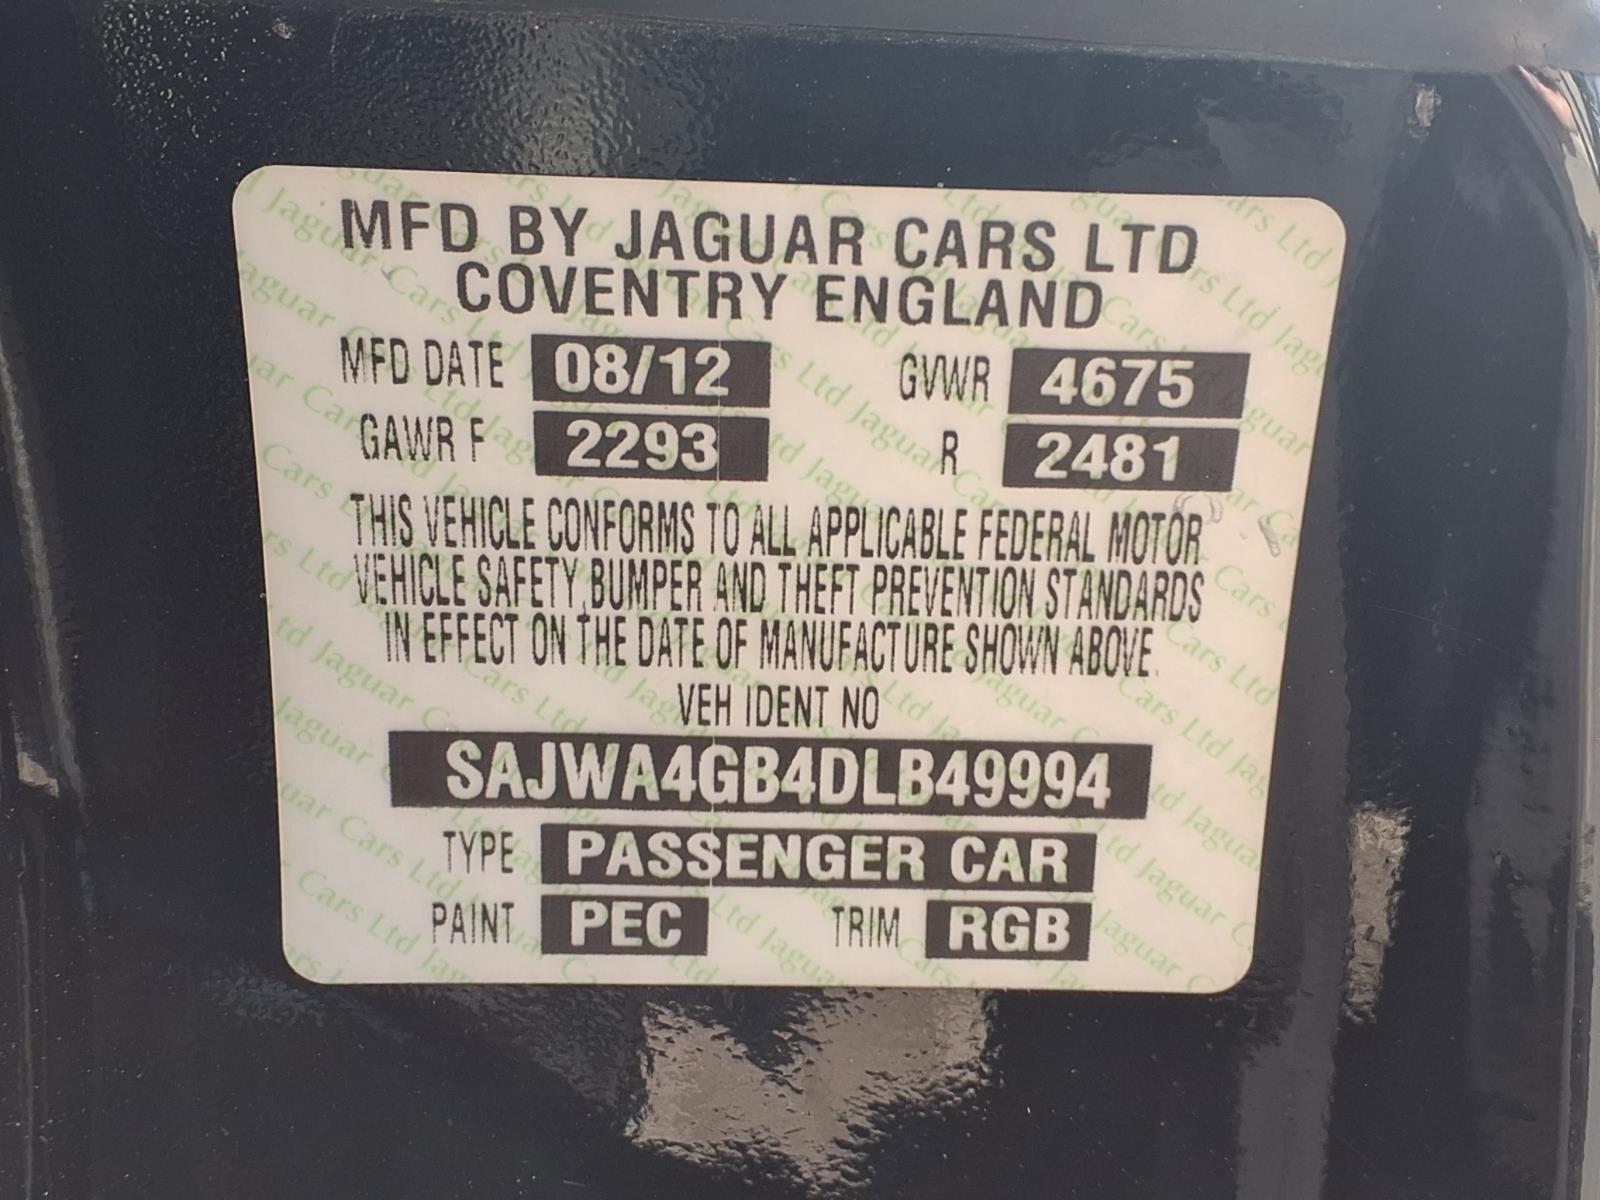 MFD BY JAGUAR CARS LTD
COVENTRY ENGLAND
MFD DATE 08/12 GVWR 4675
GAWR F 2293 R 2481
THIS VEHICLE CONFORMS TO ALL APPLICABLE FEDERAL MOTOR
VEHICLE SAFETY, BUMPER AND THEFT PREVENTION STANDARDS
IN EFFECT ON THE DATE OF MANUFACTURE SHOWN ABOVE.
VEH IDENT NO
SAJWA4GB4DLB49994
TYPE PASSENGER CAR
PAINT PEC TRIM RGB